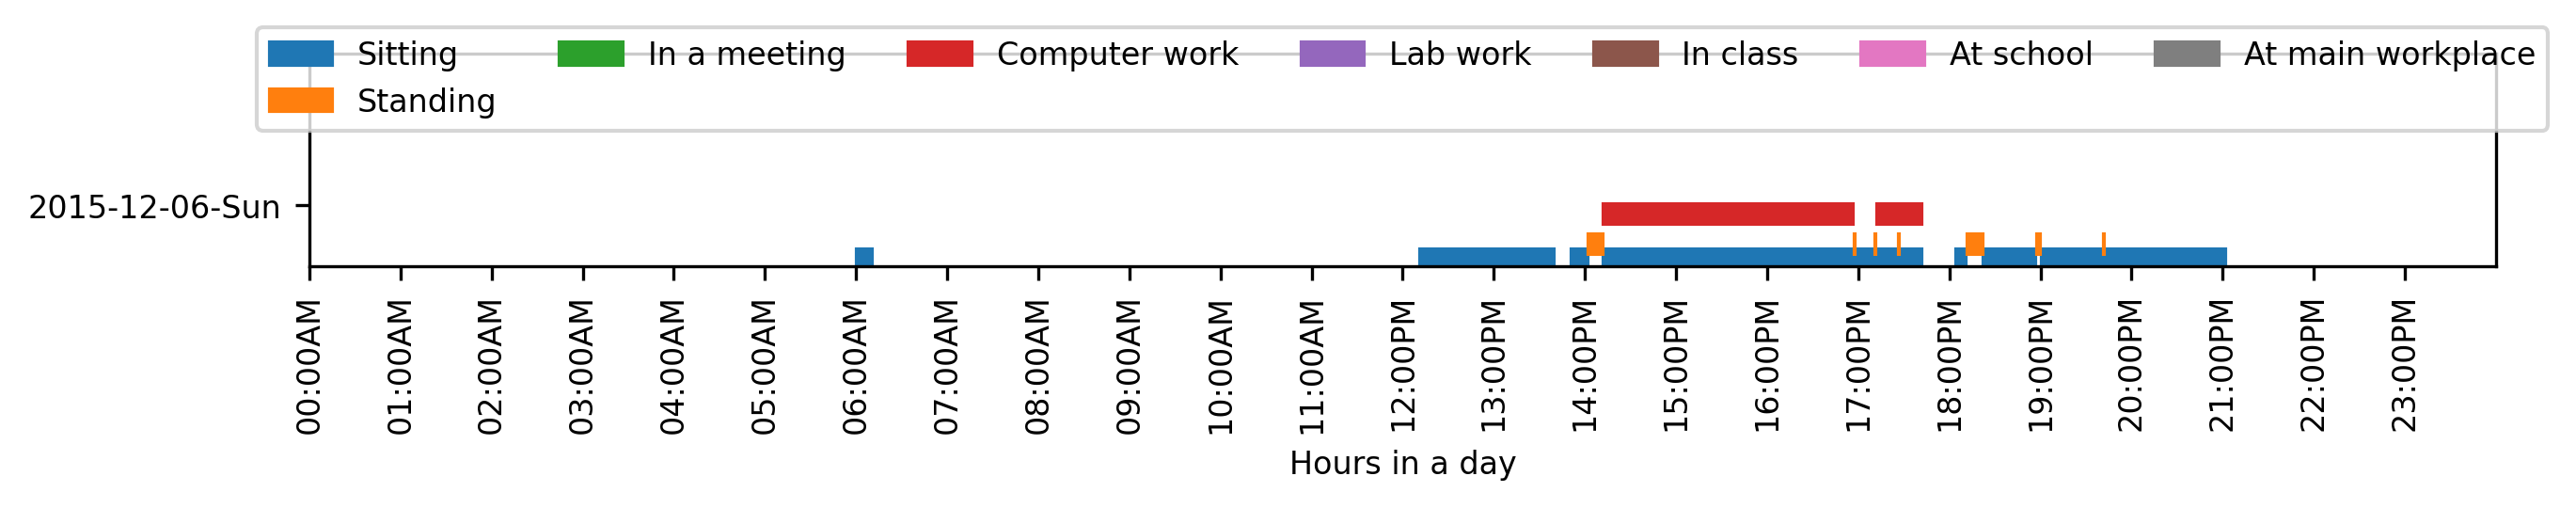 Sitting In a meeting Computer work Lab work In class At school At main workplace
Standing
2015-12-06-Sun
00:00AM
01:00AM
02:00AM
03:00AM
04:00AM
05:00AM
06:00AM
07:00AM
08:00AM
09:00AM
10:00AM
11:00AM
12:00PM
13:00PM
14:00PM
15:00PM
16:00PM
17:00PM
18:00PM
19:00PM
20:00PM
21:00PM
22:00PM
23:00PM
Hours in a day